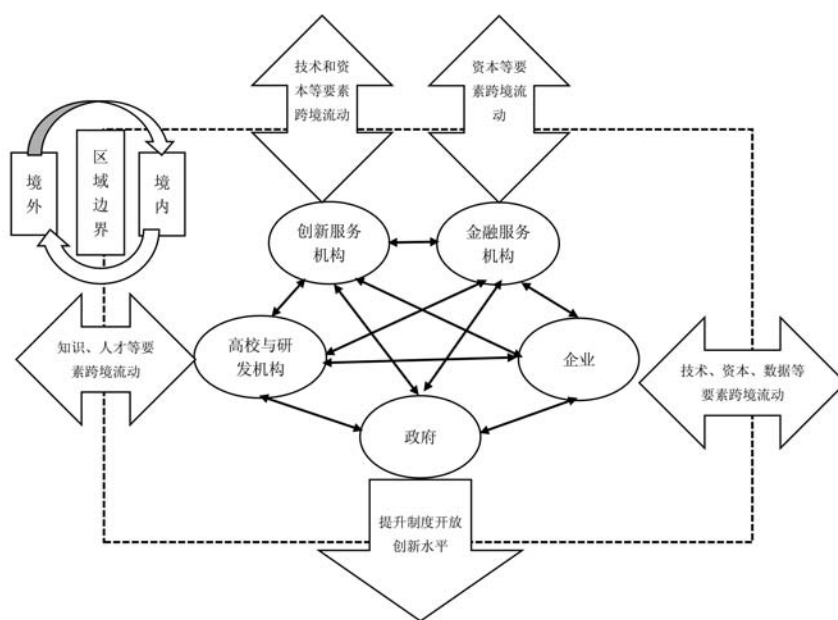 技术和资
本等要素
跨境流动
资本等要
素跨境流
动
境外
区域边界
境内
创新服务
机构
金融服务
机构
知识、人才等要
素跨境流动
高校与研
发机构
企业
技术、资本、数据等
要素跨境流动
政府
提升制度开放
创新水平